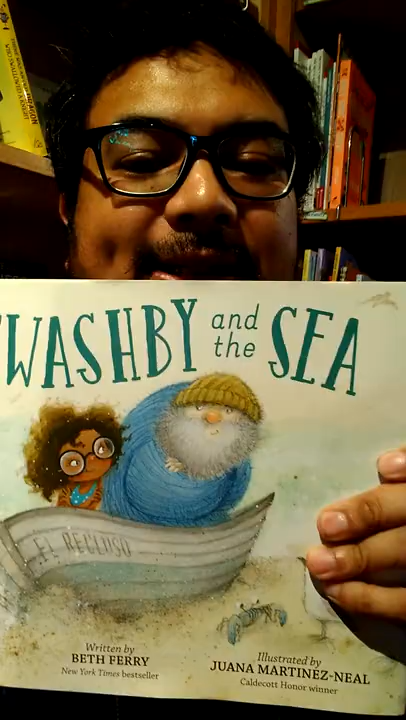 WASHBY and the SEA
EL RECLUSO
Written by
BETH FERRY
New York Times bestseller
Illustrated by
JUANA MARTINEZ-NEAL
Caldecott Honor winner